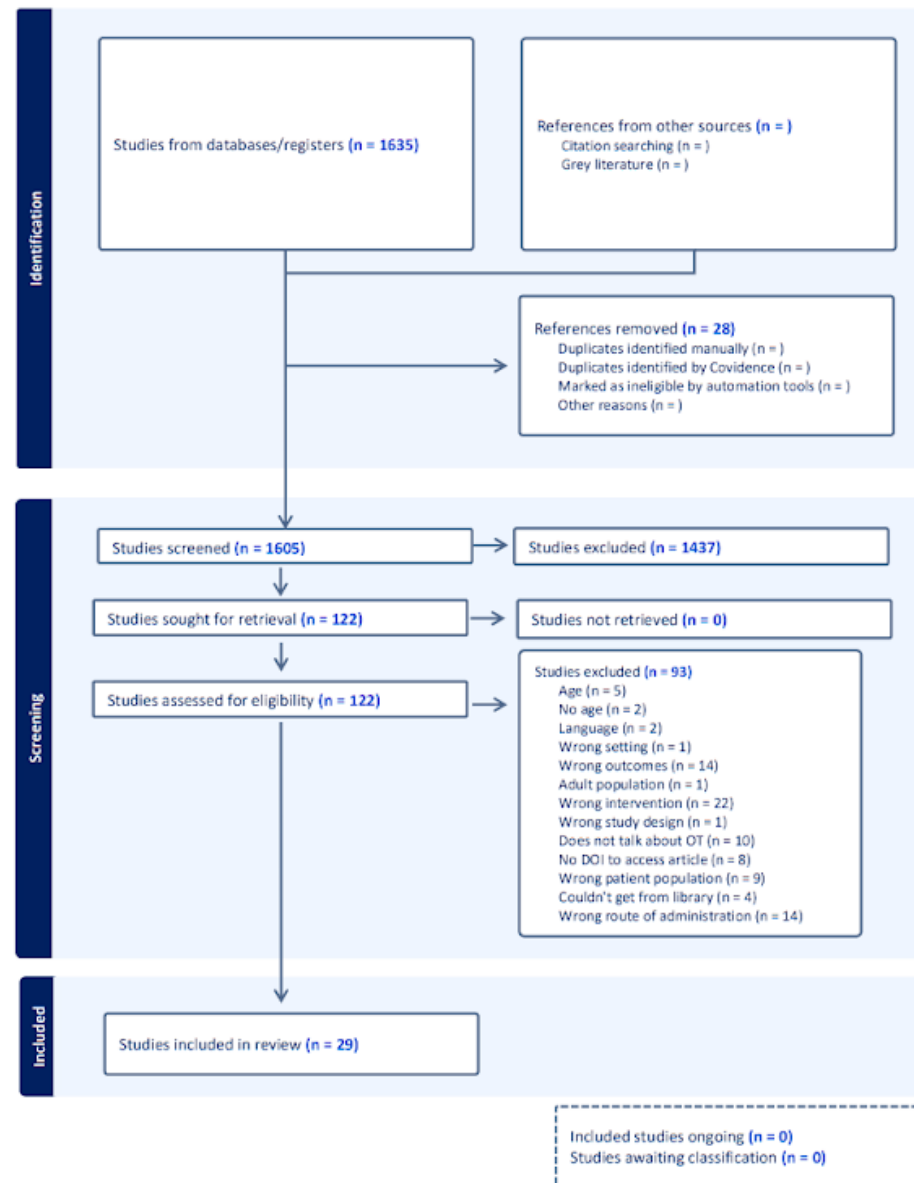 Identification
Studies from databases/registers (n = 1635)
References from other sources (n = )
Citation searching (n = )
Grey literature (n = )
References removed (n = 28)
Duplicates identified manually (n = )
Duplicates identified by Covidence (n = )
Marked as ineligible by automation tools (n = )
Other reasons (n = )
Screening
Studies screened (n = 1605)
Studies excluded (n = 1437)
Studies sought for retrieval (n = 122)
Studies not retrieved (n = 0)
Studies assessed for eligibility (n = 122)
Studies excluded (n = 93)
Age (n = 5)
No age (n = 2)
Language (n = 2)
Wrong setting (n = 1)
Wrong outcomes (n = 14)
Adult population (n = 1)
Wrong intervention (n = 22)
Wrong study design (n = 1)
Does not talk about OT (n = 10)
No DOI to access article (n = 8)
Wrong patient population (n = 9)
Couldn't get from library (n = 4)
Wrong route of administration (n = 14)
Included
Studies included in review (n = 29)
Included studies ongoing (n = 0)
Studies awaiting classification (n = 0)